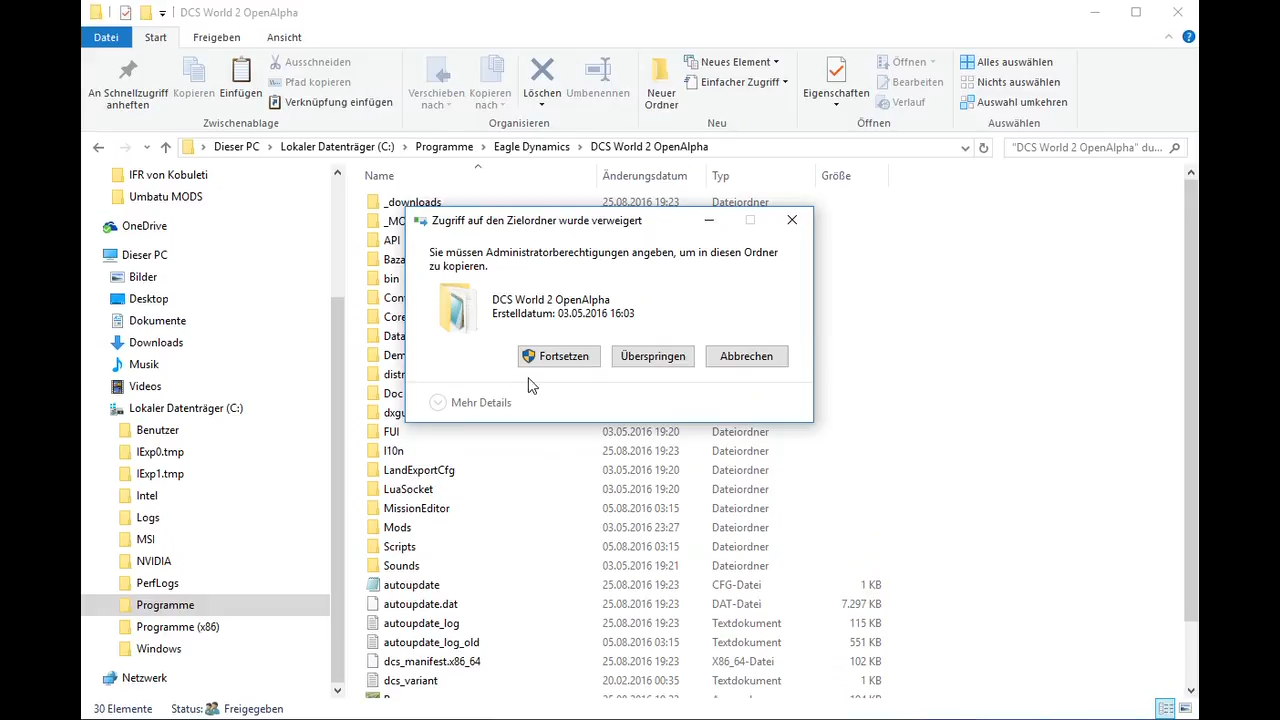 DCS World 2 OpenAlpha
Datei Start Freigeben Ansicht
An Schnellzugriff anheften
Kopieren
Einfügen
Ausschneiden
Pfad kopieren
Verknüpfung einfügen
Zwischenablage
Verschieben nach
Kopieren nach
Löschen
Umbenennen
Organisieren
Neuer Ordner
Neues Element
Einfacher Zugriff
Neu
Eigenschaften
Öffnen
Bearbeiten
Verlauf
Öffnen
Alles auswählen
Nichts auswählen
Auswahl umkehren
Auswählen
Dieser PC > Lokaler Datenträger (C:) > Programme > Eagle Dynamics > DCS World 2 OpenAlpha
"DCS World 2 OpenAlpha" du...
IFR von Kobuleti
Umbatu MODS
OneDrive
Dieser PC
Bilder
Desktop
Dokumente
Downloads
Musik
Videos
Lokaler Datenträger (C:)
Benutzer
IExp0.tmp
IExp1.tmp
Intel
Logs
MSI
NVIDIA
PerfLogs
Programme
Programme (x86)
Windows
Netzwerk
Name Änderungsdatum Typ Größe
_downloads 25.08.2016 19:23 Dateiordner
_MO
API
Baza
bin
Con
Core
Data
Dem
distr
Doc
dxgu
Zugriff auf den Zielordner wurde verweigert
Sie müssen Administratorberechtigungen angeben, um in diesen Ordner
zu kopieren.
DCS World 2 OpenAlpha
Erstelldatum: 03.05.2016 16:03
Fortsetzen Überspringen Abbrechen
Mehr Details
FUI 03.05.2016 19:20 Dateiordner
l10n 25.08.2016 19:23 Dateiordner
LandExportCfg 03.05.2016 19:20 Dateiordner
LuaSocket 03.05.2016 19:20 Dateiordner
MissionEditor 05.08.2016 03:15 Dateiordner
Mods 03.05.2016 23:27 Dateiordner
Scripts 05.08.2016 03:15 Dateiordner
Sounds 03.05.2016 19:21 Dateiordner
autoupdate 25.08.2016 19:23 CFG-Datei 1 KB
autoupdate.dat 25.08.2016 19:23 DAT-Datei 7.297 KB
autoupdate_log 25.08.2016 19:23 Textdokument 115 KB
autoupdate_log_old 05.08.2016 03:15 Textdokument 551 KB
dcs_manifest.x86_64 25.08.2016 19:23 X86_64-Datei 102 KB
dcs_variant 20.02.2016 00:35 Textdokument 1 KB
30 Elemente Status: Freigegeben